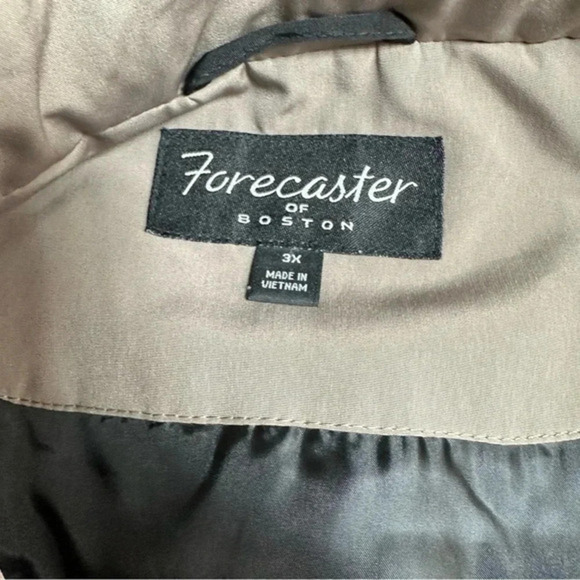 Forecaster
OF
BOSTON
3X
MADE IN
VIETNAM